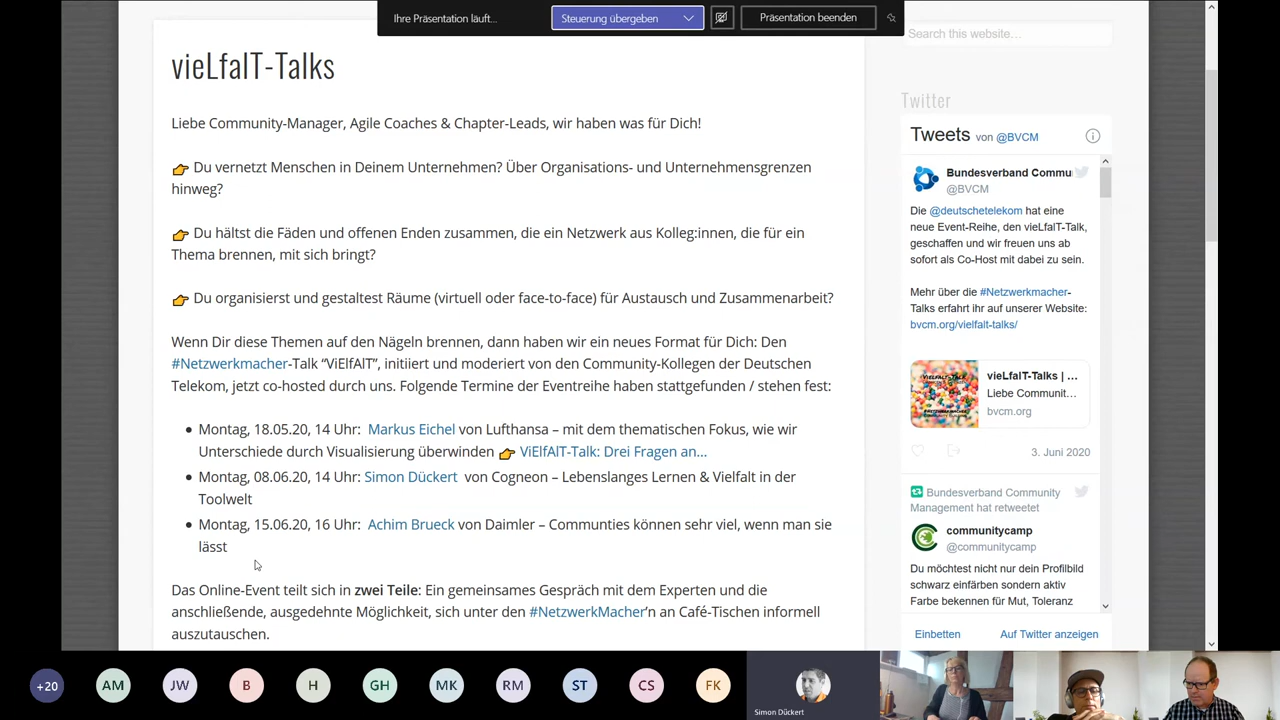 Ihre Präsentation läuft...
Steuerung übergeben
Präsentation beenden
Search this website…
vieLfalT-Talks
Liebe Community-Manager, Agile Coaches & Chapter-Leads, wir haben was für Dich!
👉 Du vernetzt Menschen in Deinem Unternehmen? Über Organisations- und Unternehmensgrenzen
hinweg?
👉 Du hältst die Fäden und offenen Enden zusammen, die ein Netzwerk aus Kolleg:innen, die für ein
Thema brennen, mit sich bringt?
👉 Du organisierst und gestaltest Räume (virtuell oder face-to-face) für Austausch und Zusammenarbeit?
Wenn Dir diese Themen auf den Nägeln brennen, dann haben wir ein neues Format für Dich: Den
#Netzwerkmacher-Talk “ViElfAlT”, initiiert und moderiert von den Community-Kollegen der Deutschen
Telekom, jetzt co-hosted durch uns. Folgende Termine der Eventreihe haben stattgefunden / stehen fest:
• Montag, 18.05.20, 14 Uhr: Markus Eichel von Lufthansa – mit dem thematischen Fokus, wie wir
Unterschiede durch Visualisierung überwinden 👉 ViElfAlT-Talk: Drei Fragen an…
• Montag, 08.06.20, 14 Uhr: Simon Dückert von Cogneon – Lebenslanges Lernen & Vielfalt in der
Toolwelt
• Montag, 15.06.20, 16 Uhr: Achim Brueck von Daimler – Communties können sehr viel, wenn man sie
lässt
Das Online-Event teilt sich in zwei Teile: Ein gemeinsames Gespräch mit dem Experten und die
anschließende, ausgedehnte Möglichkeit, sich unter den #NetzwerkMacher’n an Café-Tischen informell
auszutauschen.
Twitter
Tweets von @BVCM
Bundesverband Commu
@BVCM
Die @deutschetelekom hat eine
neue Event-Reihe, den vieLfalT-Talk,
geschaffen und wir freuen uns ab
sofort als Co-Host mit dabei zu sein.
Mehr über die #Netzwerkmacher-
Talks erfahrt ihr auf unserer Website:
bvcm.org/vielfalt-talks/
vieLfalT-Talks | ...
Liebe Communit…
bvcm.org
3. Juni 2020
Bundesverband Community
Management hat retweetet
communitycamp
@communitycamp
Du möchtest nicht nur dein Profilbild
schwarz einfärben sondern aktiv
Farbe bekennen für Mut, Toleranz
Einbetten
Auf Twitter anzeigen
+20
AM
JW
B
H
GH
MK
RM
ST
CS
FK
Simon Dückert